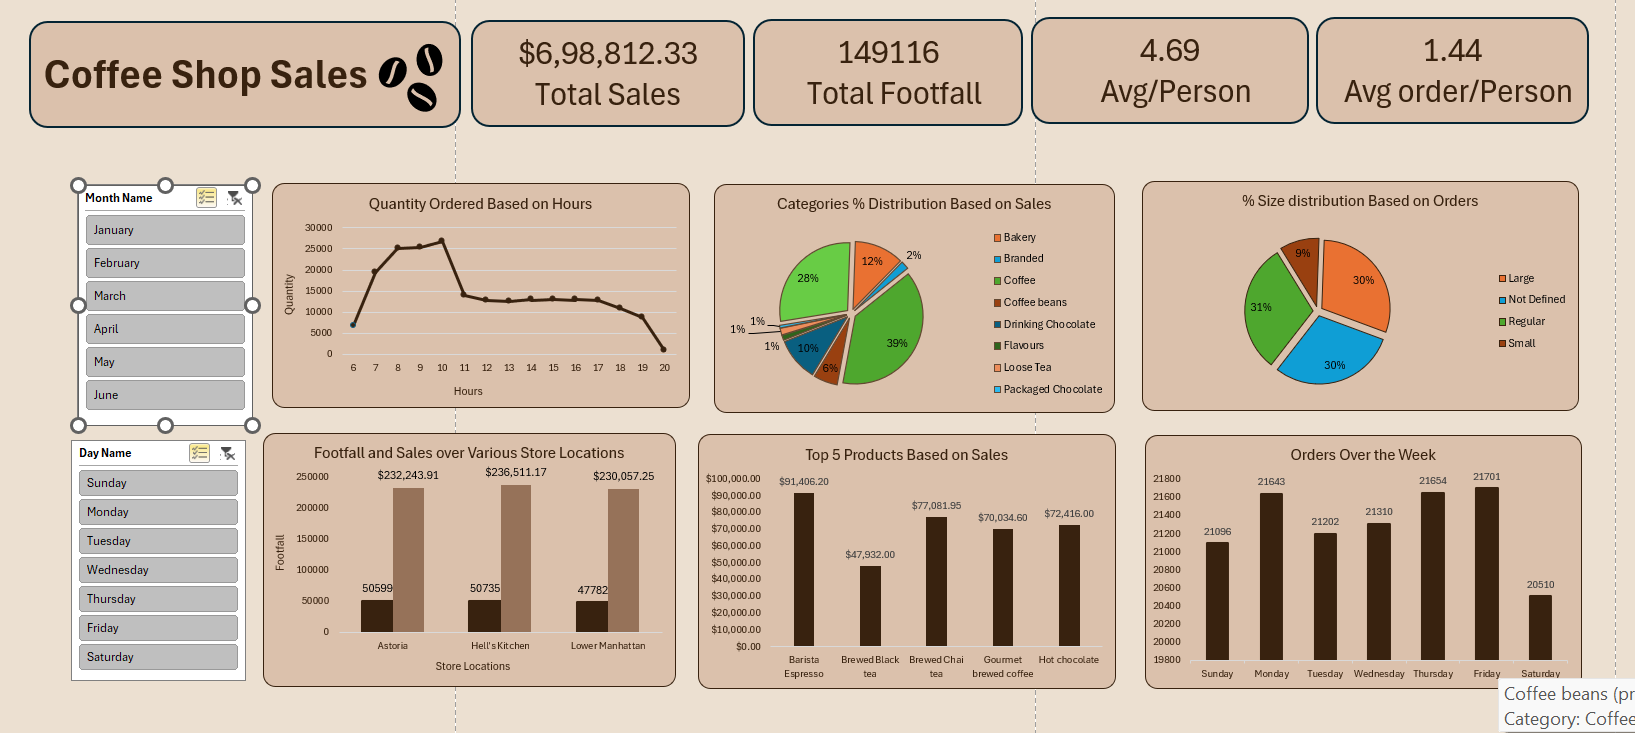 Coffee Shop Sales
$6,98,812.33
Total Sales
149116
Total Footfall
4.69
Avg/Person
1.44
Avg order/Person
Month Name
January
February
March
April
May
June
Day Name
Sunday
Monday
Tuesday
Wednesday
Thursday
Friday
Saturday
Quantity Ordered Based on Hours
30000
25000
20000
15000
10000
5000
0
Quantity
6 7 8 9 10 11 12 13 14 15 16 17 18 19 20
Hours
Categories % Distribution Based on Sales
28%
12%
2%
39%
6%
10%
1%
1%
1%
Bakery
Branded
Coffee
Coffee beans
Drinking Chocolate
Flavours
Loose Tea
Packaged Chocolate
% Size distribution Based on Orders
9%
30%
31%
30%
Large
Not Defined
Regular
Small
Footfall and Sales over Various Store Locations
250000
200000
150000
100000
50000
0
Footfall
$232,243.91
$236,511.17
$230,057.25
50599
50735
47782
Astoria Hell's Kitchen Lower Manhattan
Store Locations
Top 5 Products Based on Sales
$100,000.00
$90,000.00
$80,000.00
$70,000.00
$60,000.00
$50,000.00
$40,000.00
$30,000.00
$20,000.00
$10,000.00
$0.00
$91,406.20
$47,932.00
$77,081.95
$70,034.60
$72,416.00
Barista
Espresso
Brewed Black
tea
Brewed Chai
tea
Gourmet
brewed coffee
Hot chocolate
Orders Over the Week
21800
21600
21400
21200
21000
20800
20600
20400
20200
20000
19800
21096
21643
21202
21310
21654
21701
20510
Sunday Monday Tuesday Wednesday Thursday Friday Saturday
Coffee beans (pr
Category: Coffee